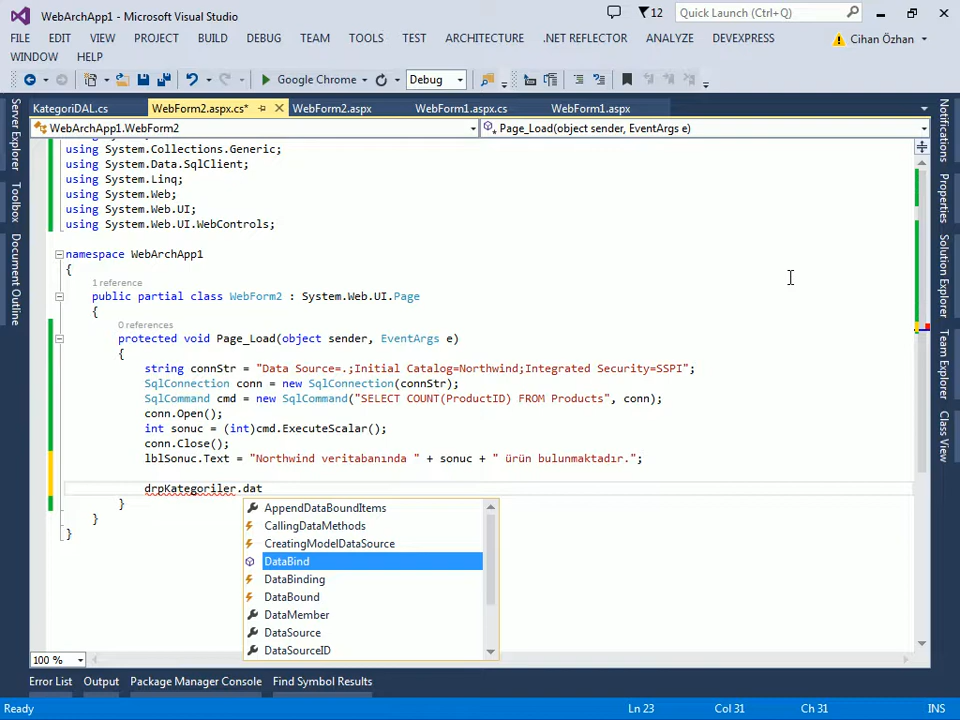 WebArchApp1 - Microsoft Visual Studio
12
Quick Launch (Ctrl+Q)
FILE EDIT VIEW PROJECT BUILD DEBUG TEAM TOOLS TEST ARCHITECTURE .NET REFLECTOR ANALYZE DEVEXPRESS
Cihan Özhan
WINDOW HELP
Google Chrome
Debug
KategoriDAL.cs WebForm2.aspx.cs* WebForm2.aspx WebForm1.aspx.cs WebForm1.aspx
WebArchApp1.WebForm2 Page_Load(object sender, EventArgs e)
Server Explorer
Toolbox
Document Outline
using System.Collections.Generic;
using System.Data.SqlClient;
using System.Linq;
using System.Web;
using System.Web.UI;
using System.Web.UI.WebControls;
namespace WebArchApp1
{
1 reference
public partial class WebForm2 : System.Web.UI.Page
{
0 references
protected void Page_Load(object sender, EventArgs e)
{
string connStr = "Data Source=.;Initial Catalog=Northwind;Integrated Security=SSPI";
SqlConnection conn = new SqlConnection(connStr);
SqlCommand cmd = new SqlCommand("SELECT COUNT(ProductID) FROM Products", conn);
conn.Open();
int sonuc = (int)cmd.ExecuteScalar();
conn.Close();
lblSonuc.Text = "Northwind veritabanında " + sonuc + " ürün bulunmaktadır.";
drpKategoriler.dat
}
}
}
AppendDataBoundItems
CallingDataMethods
CreatingModelDataSource
DataBind
DataBinding
DataBound
DataMember
DataSource
DataSourceID
Notifications
Properties
Solution Explorer
Team Explorer
Class View
100 %
Error List Output Package Manager Console Find Symbol Results
Ready Ln 23 Col 31 Ch 31 INS